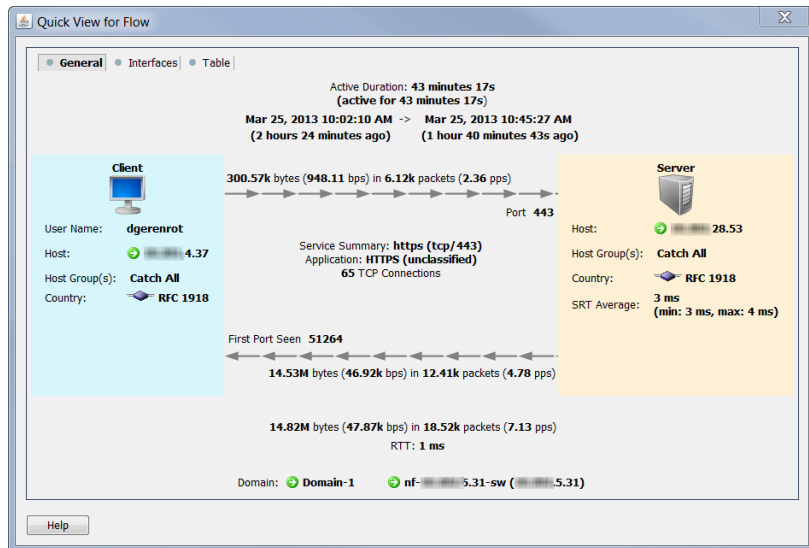 Quick View for Flow
General Interfaces Table
Active Duration: 43 minutes 17s
(active for 43 minutes 17s)
Mar 25, 2013 10:02:10 AM -> Mar 25, 2013 10:45:27 AM
(2 hours 24 minutes ago) (1 hour 40 minutes 43s ago)
Client
Server
300.57k bytes (948.11 bps) in 6.12k packets (2.36 pps)
Port 443
User Name: dgerenrot
Host: 4.37
Host Group(s): Catch All
Country: RFC 1918
Service Summary: https (tcp/443)
Application: HTTPS (unclassified)
65 TCP Connections
Host: 28.53
Host Group(s): Catch All
Country: RFC 1918
SRT Average: 3 ms
(min: 3 ms, max: 4 ms)
First Port Seen 51264
14.53M bytes (46.92k bps) in 12.41k packets (4.78 pps)
14.82M bytes (47.87k bps) in 18.52k packets (7.13 pps)
RTT: 1 ms
Domain: Domain-1 nf- 5.31-sw ( .5.31)
Help